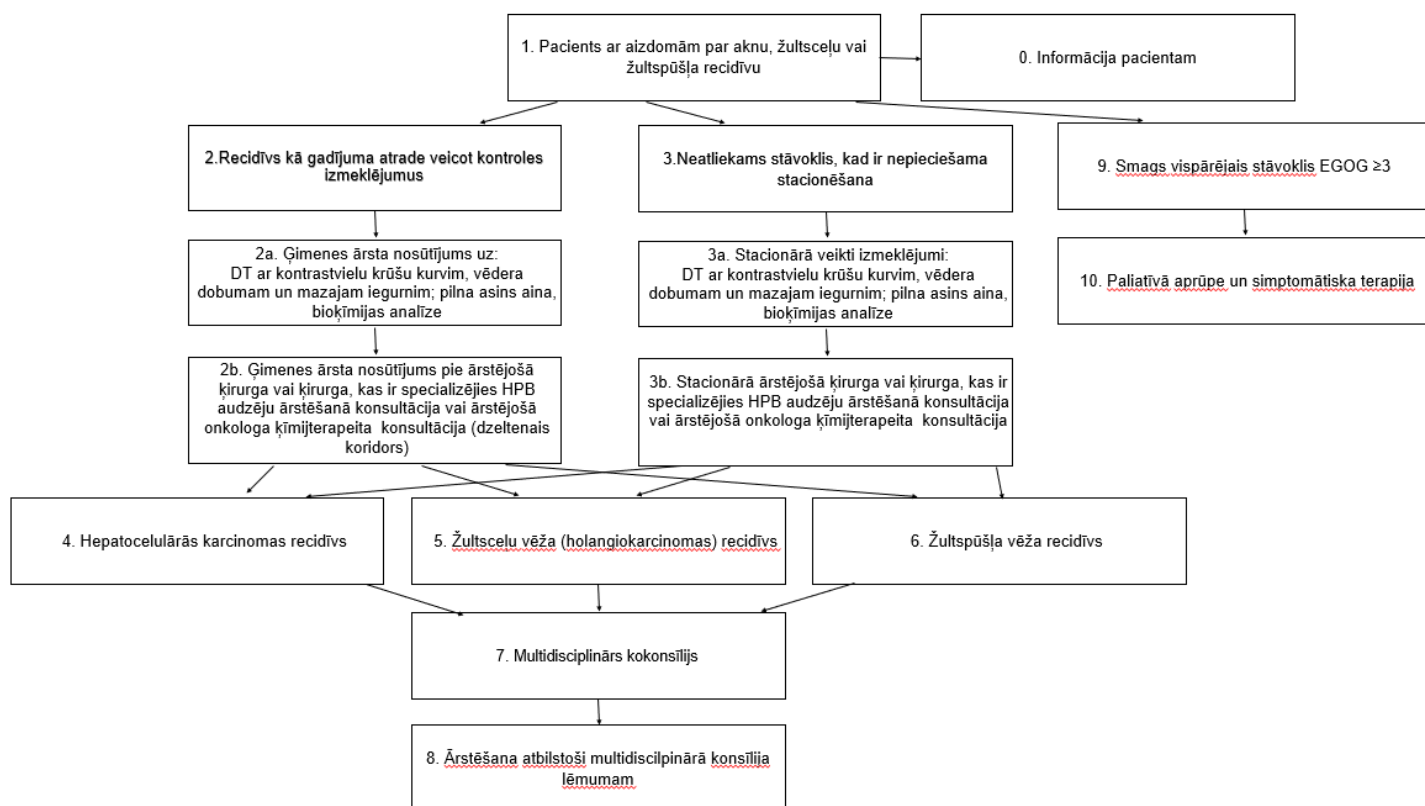 1. Pacients ar aizdomām par aknu, žultsceļu vai
žultspūšļa recidīvu
0. Informācija pacientam
2.Recidīvs kā gadījuma atrade veicot kontroles
izmeklējumus
3.Neatliekams stāvoklis, kad ir nepieciešama
stacionēšana
9. Smags vispārējais stāvoklis EGOG ≥3
2a. Ģimenes ārsta nosūtījums uz:
DT ar kontrastvielu krūšu kurvim, vēdera
dobumam un mazajam iegurnim; pilna asins aina,
bioķīmijas analīze
3a. Stacionārā veikti izmeklējumi:
DT ar kontrastvielu krūšu kurvim, vēdera
dobumam un mazajam iegurnim; pilna asins aina,
bioķīmijas analīze
10. Paliatīvā aprūpe un simptomātiska terapija
2b. Ģimenes ārsta nosūtījums pie ārstējošā
ķirurga vai ķirurga, kas ir specializējies HPB
audzēju ārstēšanā konsultācija vai ārstējošā
onkologa ķīmijterapeita konsultācija (dzeltenais
koridors)
3b. Stacionārā ārstējošā ķirurga vai ķirurga, kas ir
specializējies HPB audzēju ārstēšanā konsultācija
vai ārstējošā onkologa ķīmijterapeita konsultācija
4. Hepatocelulārās karcinomas recidīvs
5. Žultsceļu vēža (holangiokarcinomas) recidīvs
6. Žultspūšļa vēža recidīvs
7. Multidisciplinārs kokonsīlijs
8. Ārstēšana atbilstoši multidiscilpinārā konsīlija
lēmumam